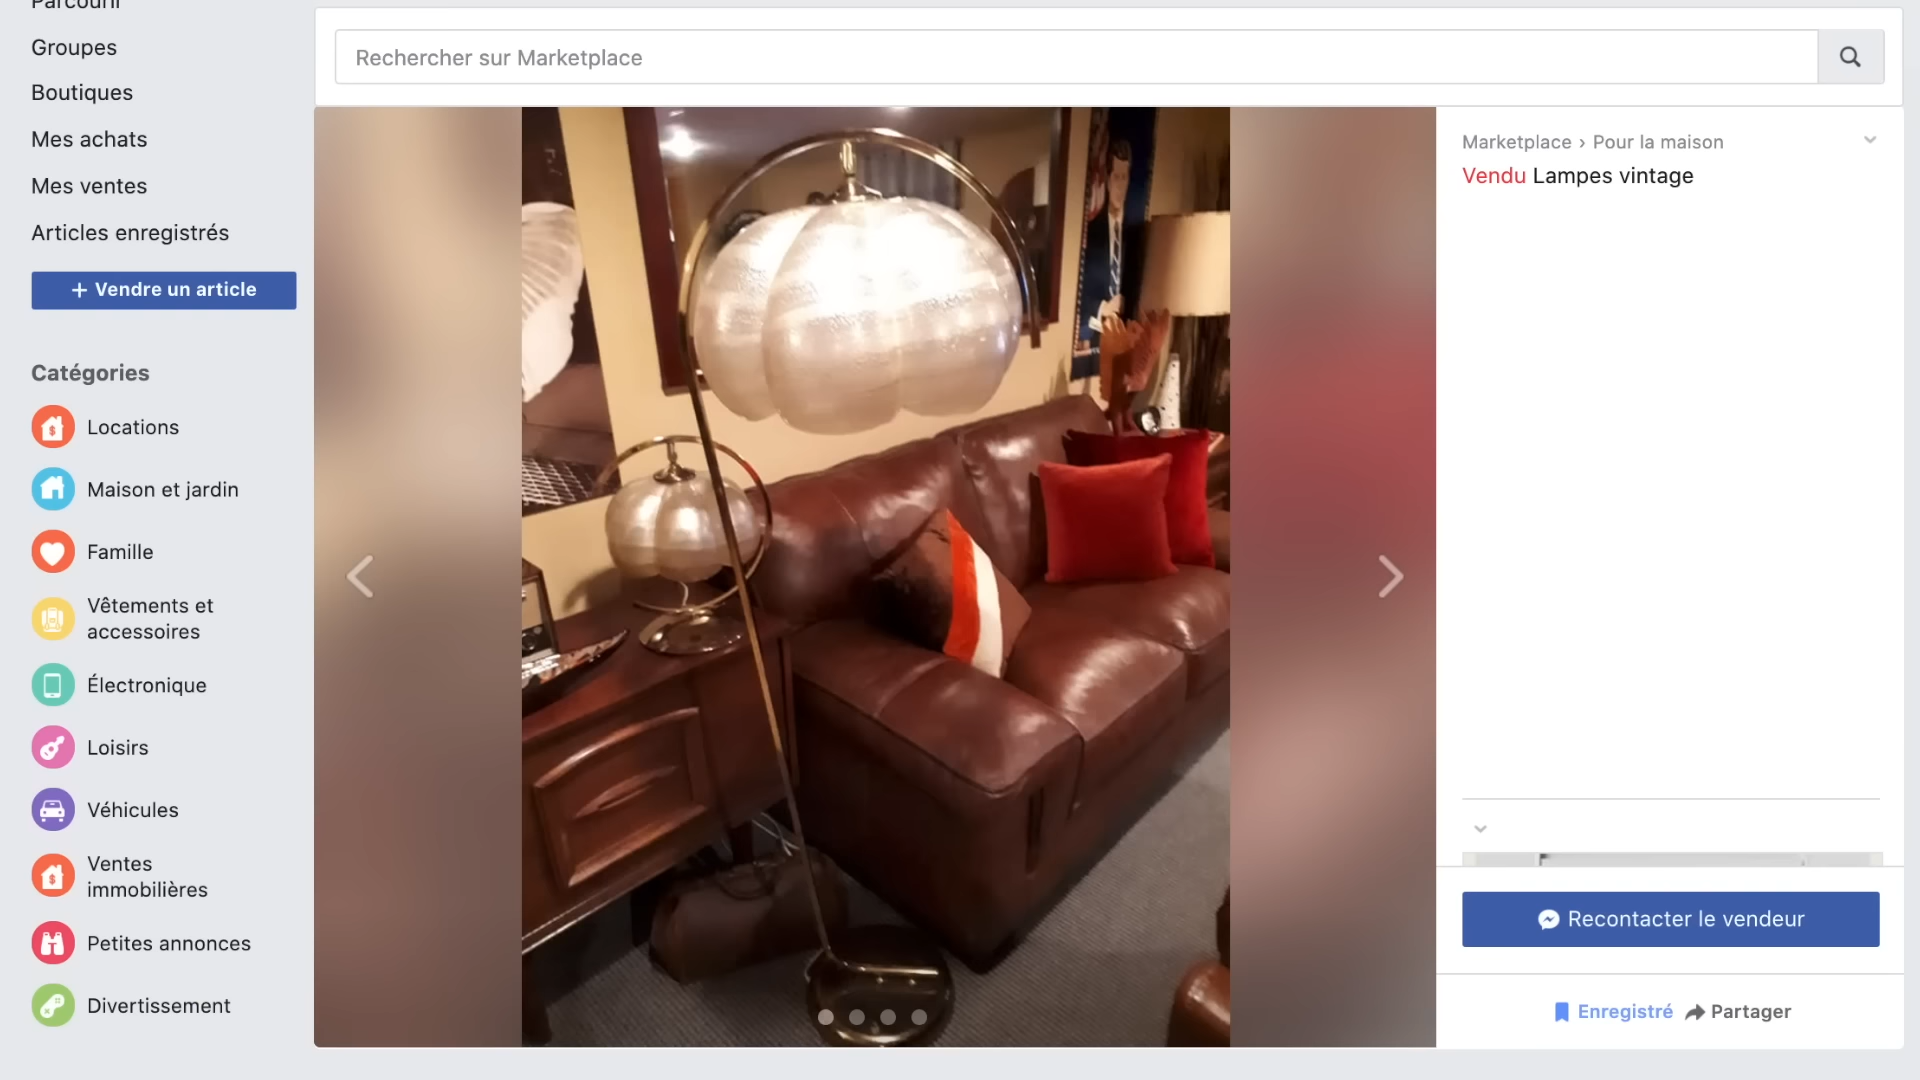 Groupes
Boutiques
Mes achats
Mes ventes
Articles enregistrés
+ Vendre un article
Catégories
Locations
Maison et jardin
Famille
Vêtements et
accessoires
Électronique
Loisirs
Véhicules
Ventes
immobilières
Petites annonces
Divertissement
Rechercher sur Marketplace
Marketplace › Pour la maison
Vendu Lampes vintage
Recontacter le vendeur
Enregistré Partager